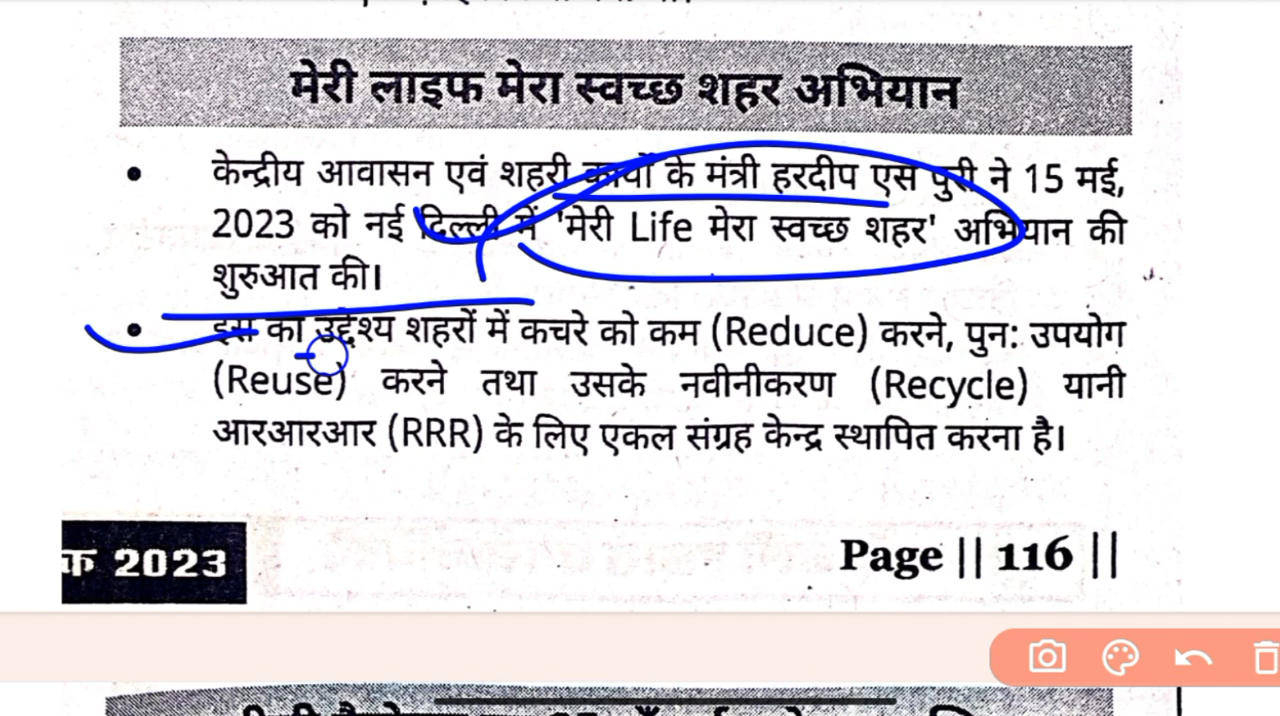 मेरी लाइफ मेरा स्वच्छ शहर अभियान
• केन्द्रीय आवासन एवं शहरी कार्यों के मंत्री हरदीप एस पुरी ने 15 मई,
2023 को नई दिल्ली में 'मेरी Life मेरा स्वच्छ शहर' अभियान की
शुरुआत की।
• इस का उद्देश्य शहरों में कचरे को कम (Reduce) करने, पुन: उपयोग
(Reuse) करने तथा उसके नवीनीकरण (Recycle) यानी
आरआरआर (RRR) के लिए एकल संग्रह केन्द्र स्थापित करना है।
क 2023
Page || 116 ||